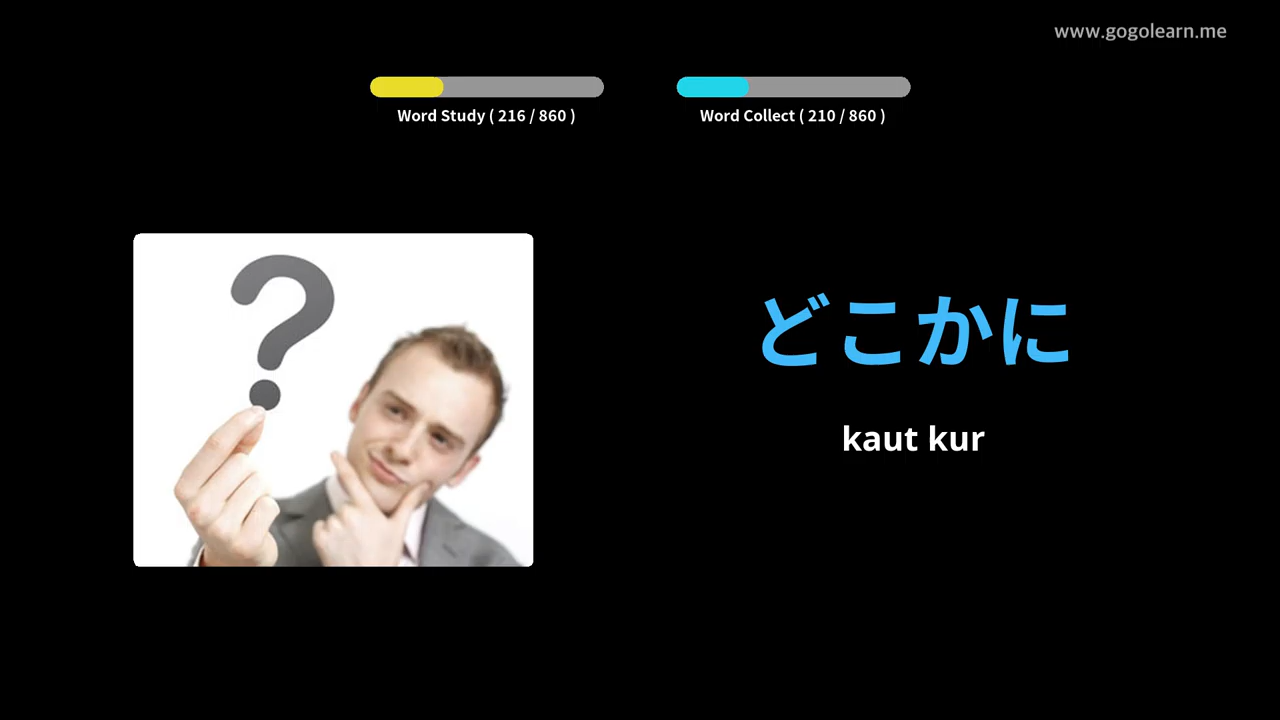 www.gogolearn.me
Word Study ( 216 / 860 )
Word Collect ( 210 / 860 )
どこかに
kaut kur